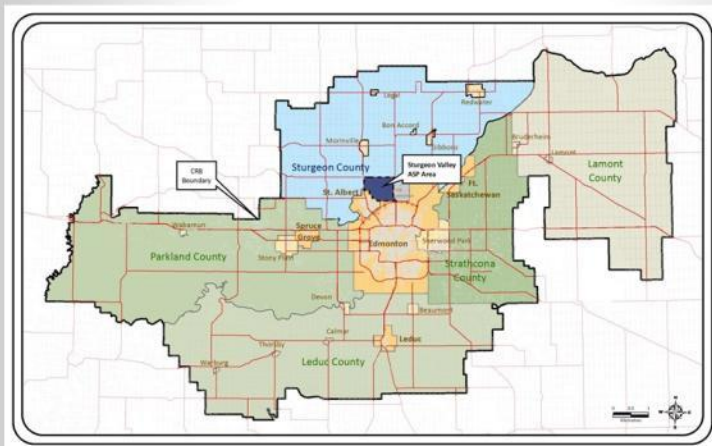 Legal
Redwater
Bon Accord
Morinville
Gibbons
Bruderheim
Lamont
Sturgeon County
Sturgeon Valley
ASP Area
Lamont
County
CRB
Boundary
St. Albert
Ft.
Saskatchewan
Wabamun
Spruce
Grove
Edmonton
Sherwood Park
Parkland County
Stony Plain
Strathcona
County
Devon
Beaumont
Calmar
Leduc
Thorsby
Leduc County
Warburg